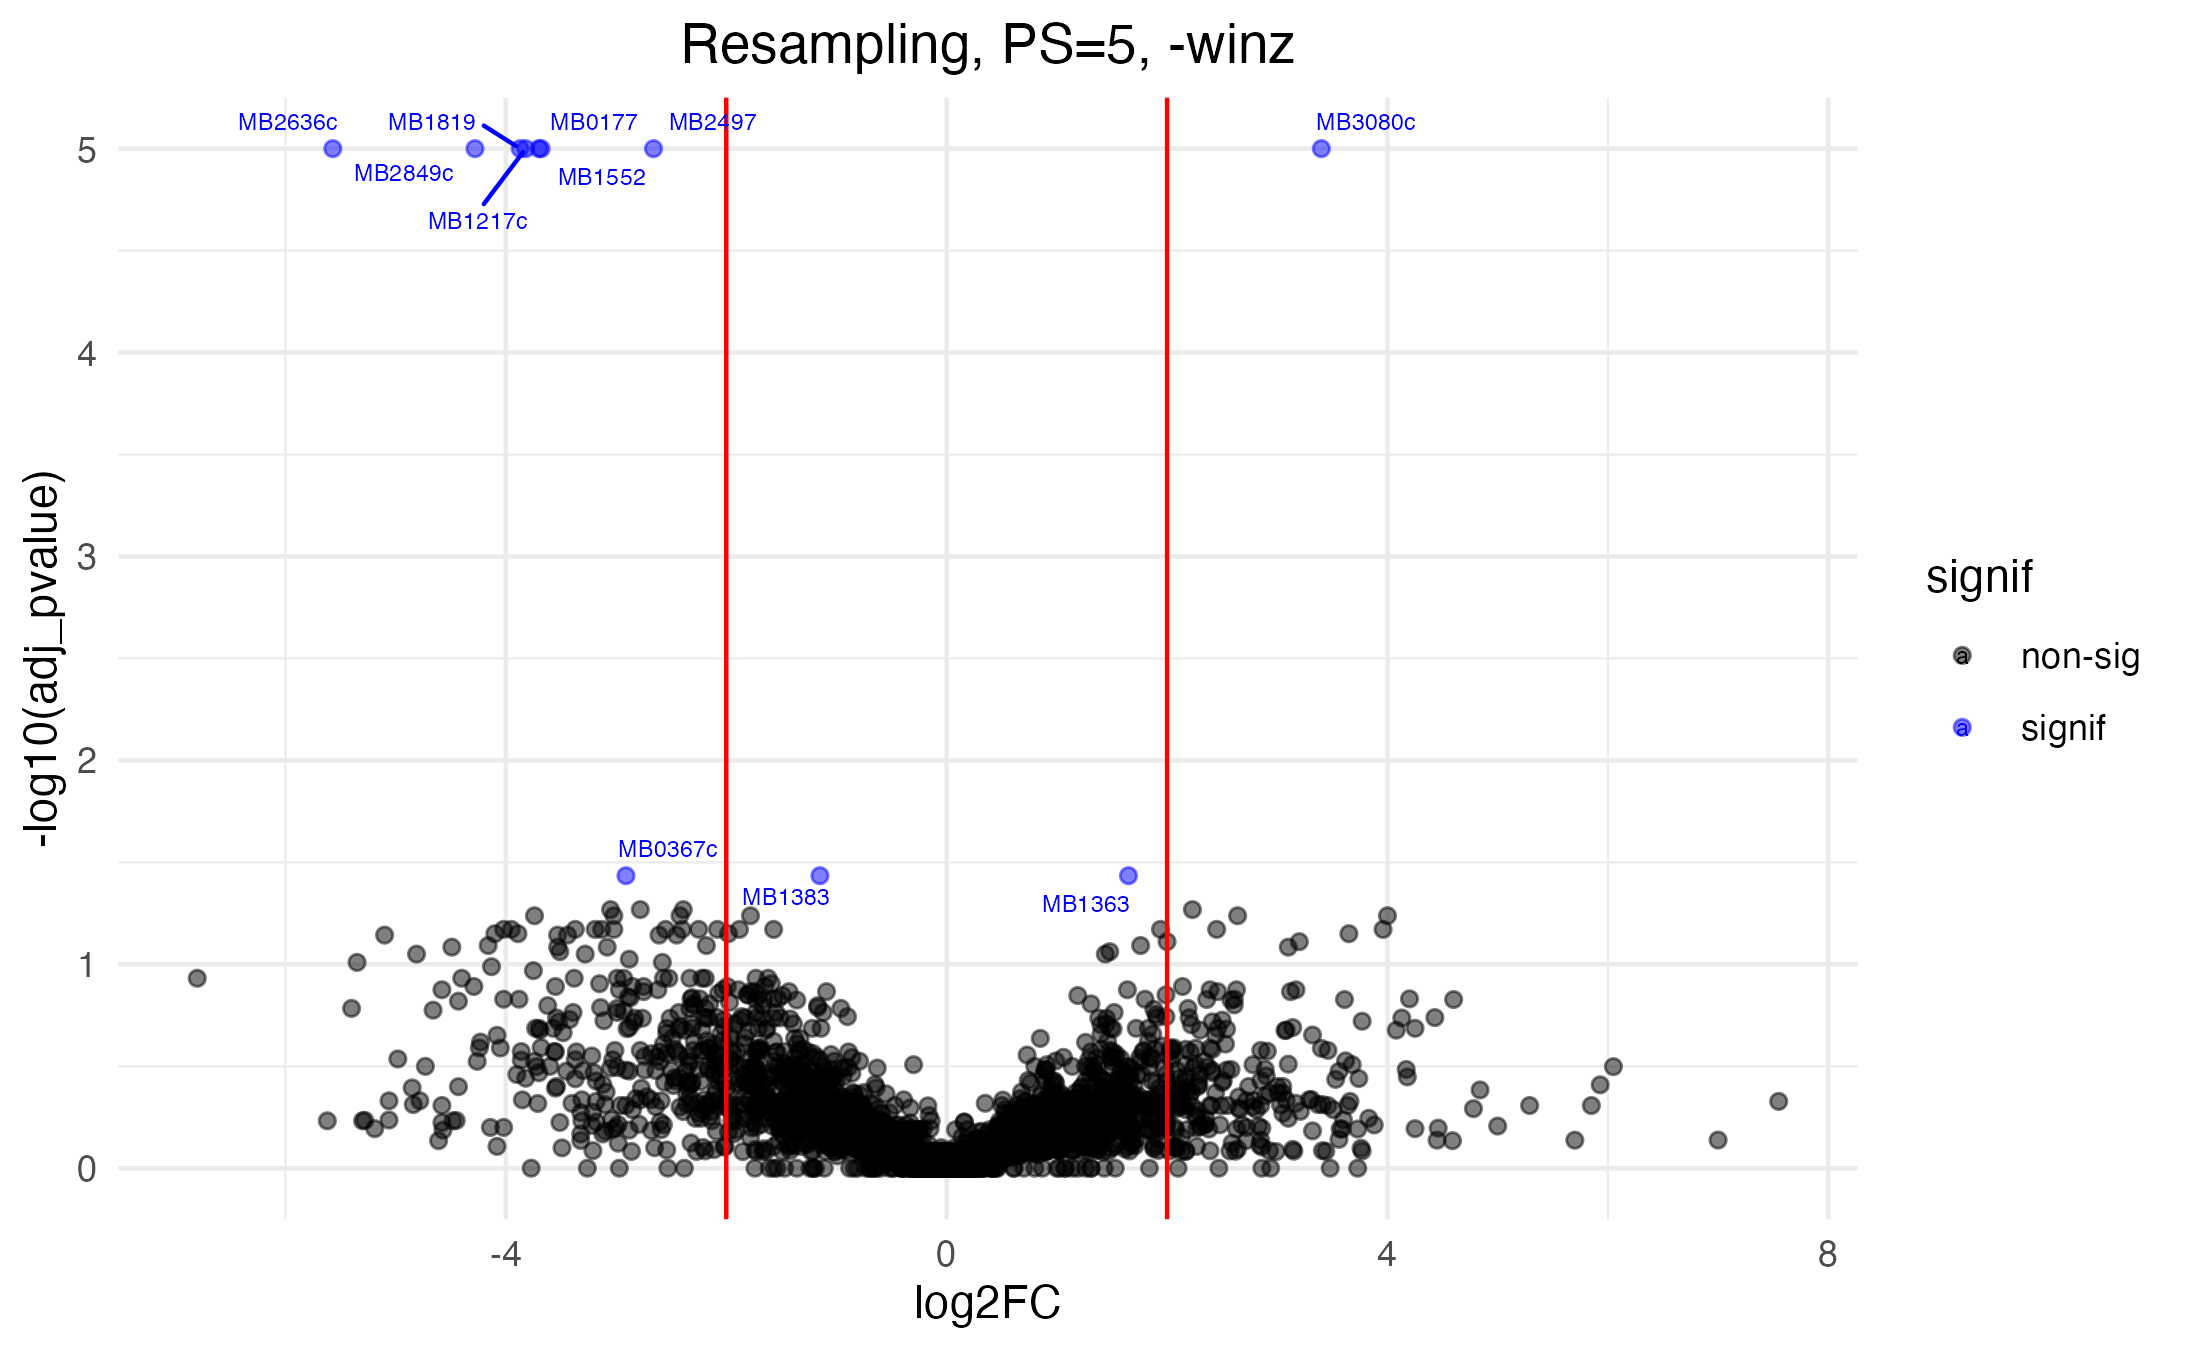 Resampling, PS=5, -winz
MB2636c
MB1819
MB0177
MB2497
MB3080c
MB2849c
MB1552
MB1217c
MB0367c
MB1383
MB1363
5
4
3
2
1
0
-log10(adj_pvalue)
-4
0
4
8
log2FC
signif
a non-sig
a signif